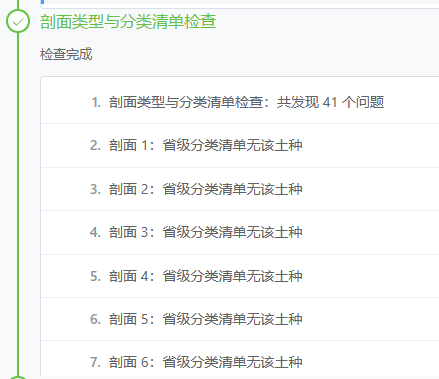 剖面类型与分类清单检查
检查完成
1. 剖面类型与分类清单检查：共发现 41 个问题
2. 剖面 1：省级分类清单无该土种
3. 剖面 2：省级分类清单无该土种
4. 剖面 3：省级分类清单无该土种
5. 剖面 4：省级分类清单无该土种
6. 剖面 5：省级分类清单无该土种
7. 剖面 6：省级分类清单无该土种